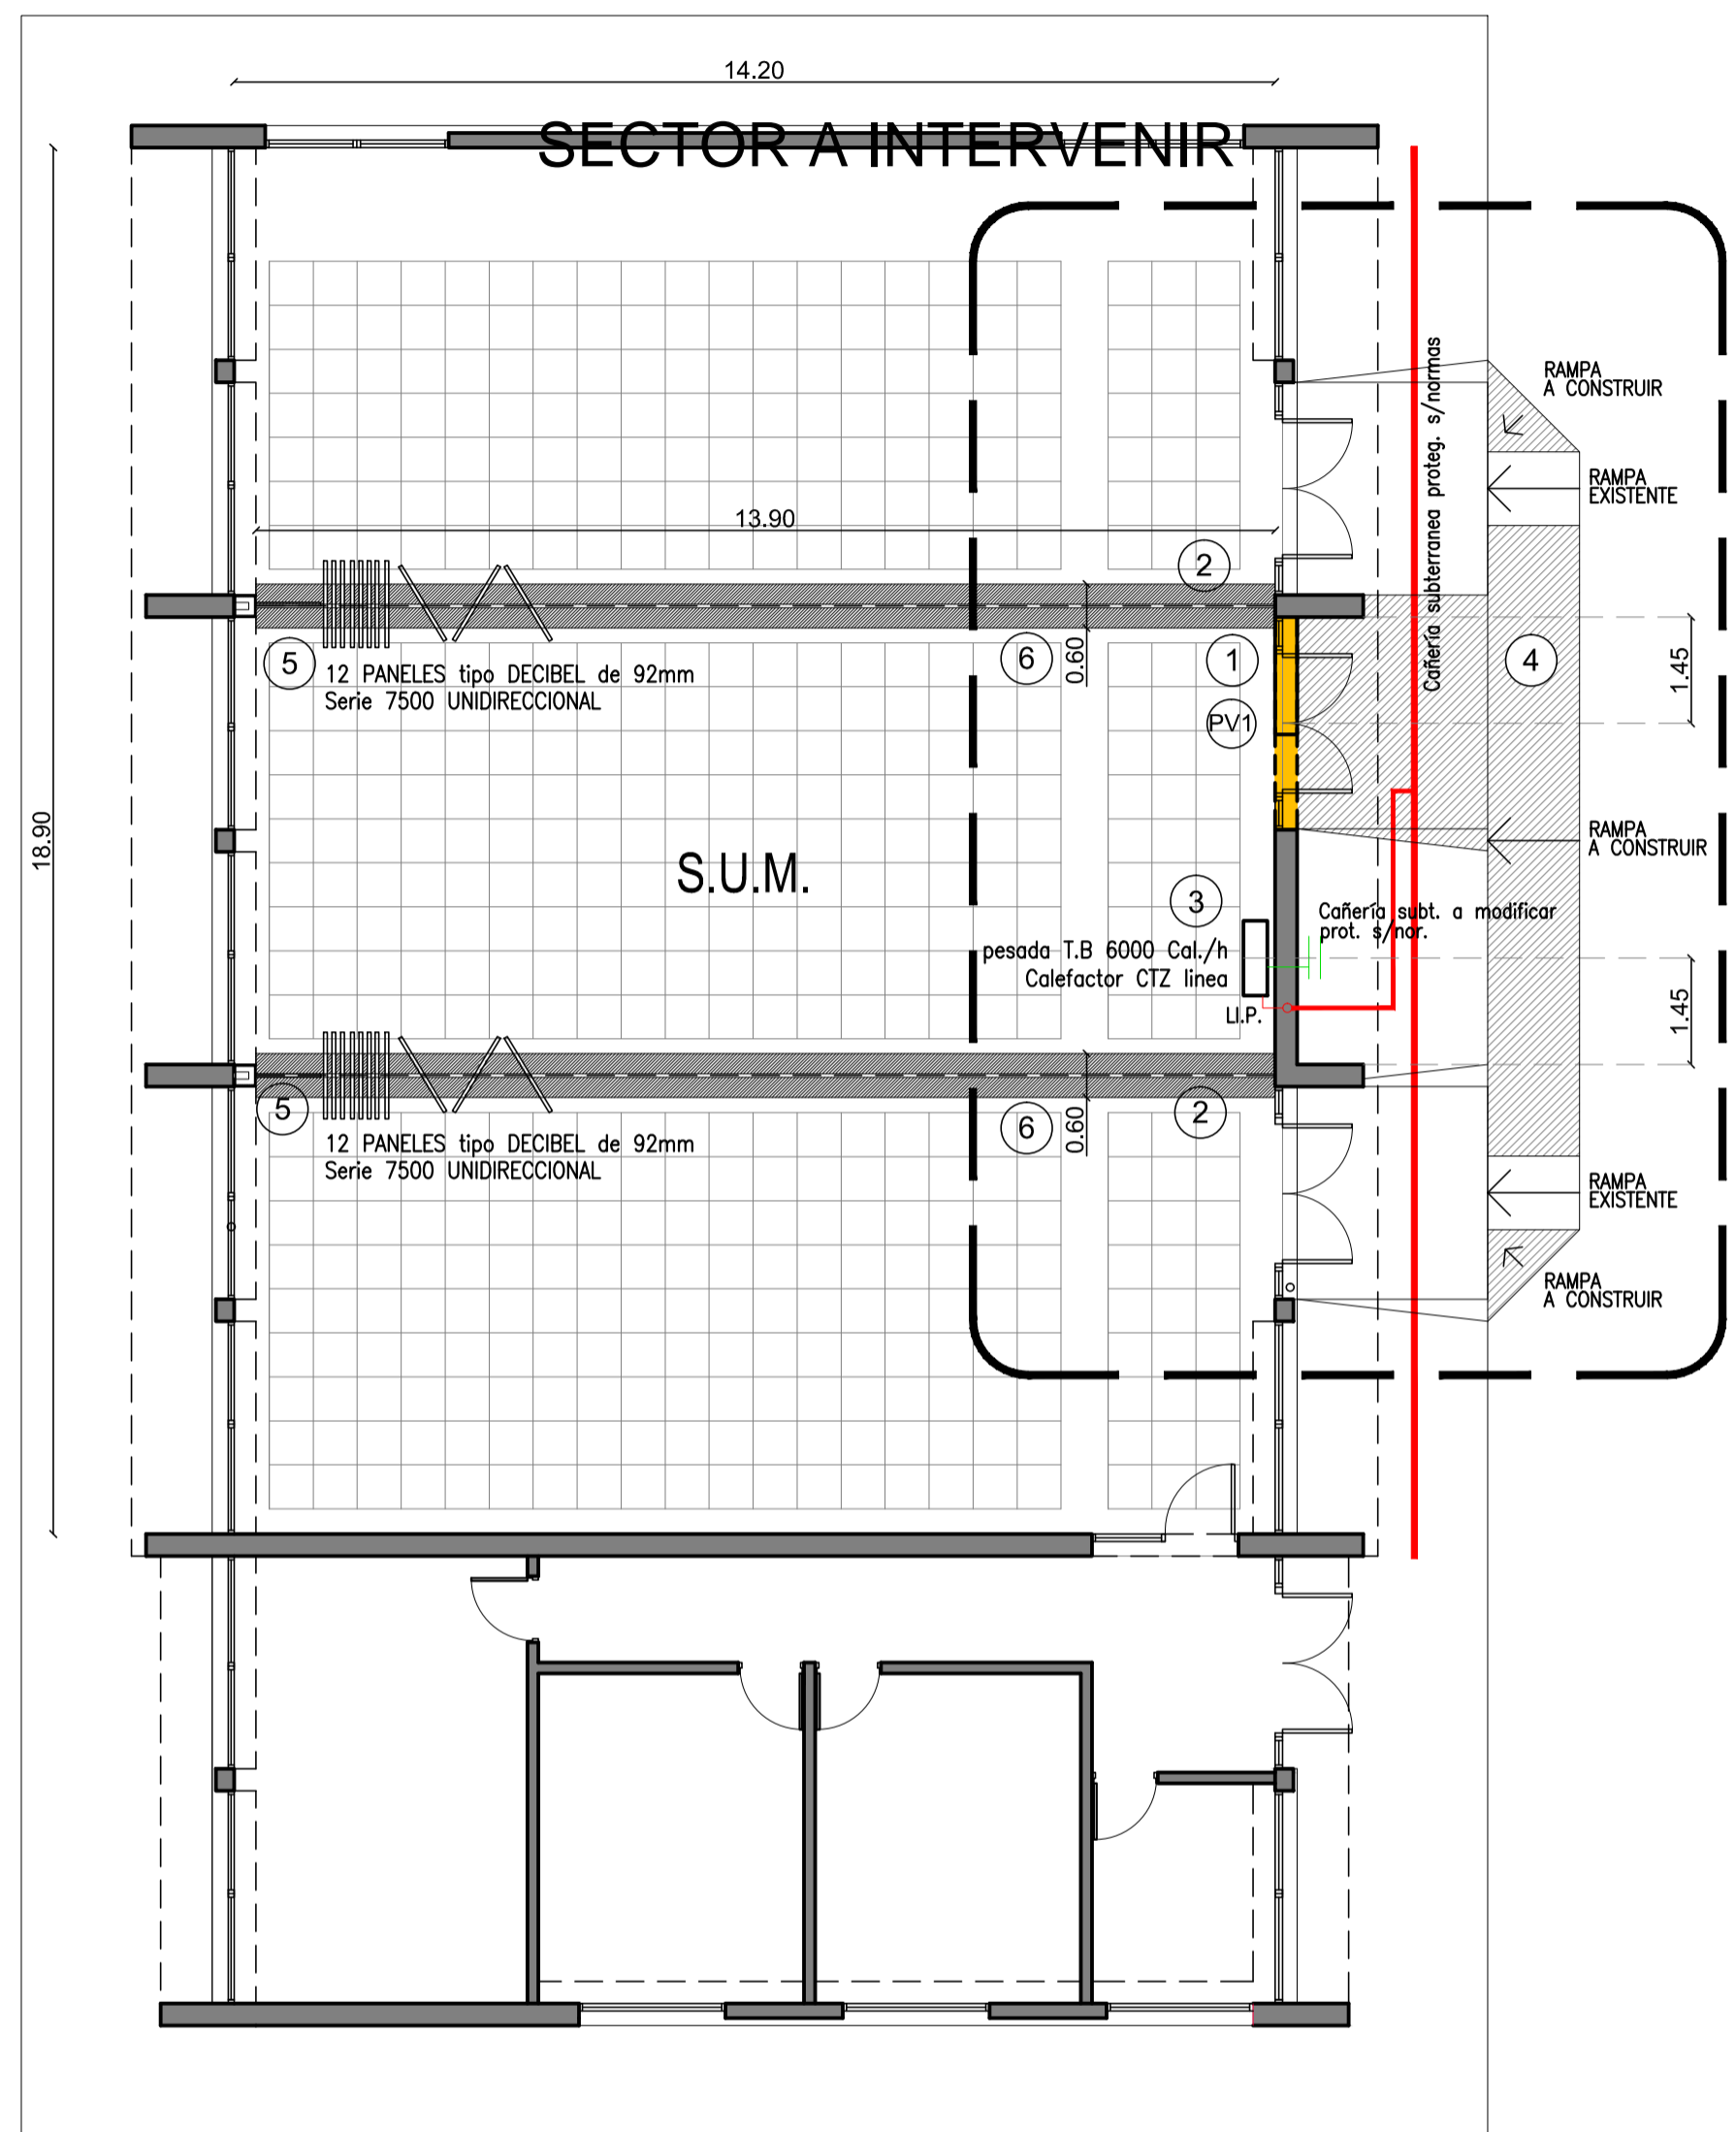 14.20
SECTOR A INTERVENIR
18.90
RAMPA
A CONSTRUIR
Cañería subterranea proteg. s/normas
RAMPA
EXISTENTE
13.90
2
5
12 PANELES tipo DECIBEL de 92mm
Serie 7500 UNIDIRECCIONAL
6
0.60
1
4
1.45
PV1
S.U.M.
RAMPA
A CONSTRUIR
3
Cañería subt. a modificar
prot. s/nor.
pesada T.B 6000 Cal./h
Calefactor CTZ linea
LI.P.
1.45
5
12 PANELES tipo DECIBEL de 92mm
Serie 7500 UNIDIRECCIONAL
6
0.60
2
RAMPA
EXISTENTE
RAMPA
A CONSTRUIR